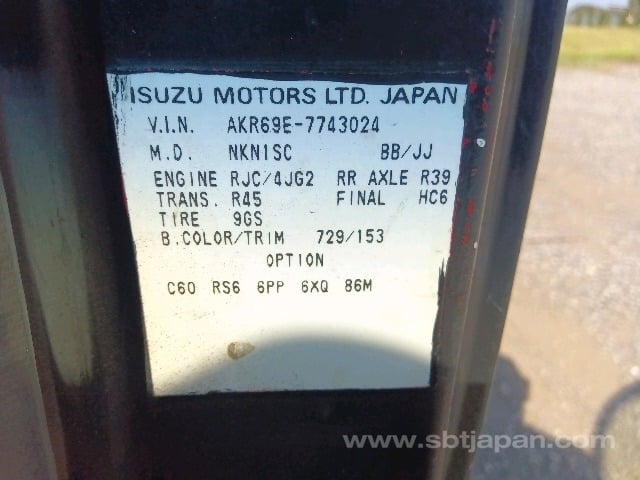 ISUZU MOTORS LTD. JAPAN
V.I.N. AKR69E-7743024
M.D. NKN1SC BB/JJ
ENGINE RJC/4JG2 RR AXLE R39
TRANS. R45 FINAL HC6
TIRE 9GS
B.COLOR/TRIM 729/153
OPTION
C60 RS6 6PP 6XQ 86M
www.sbtjapan.com